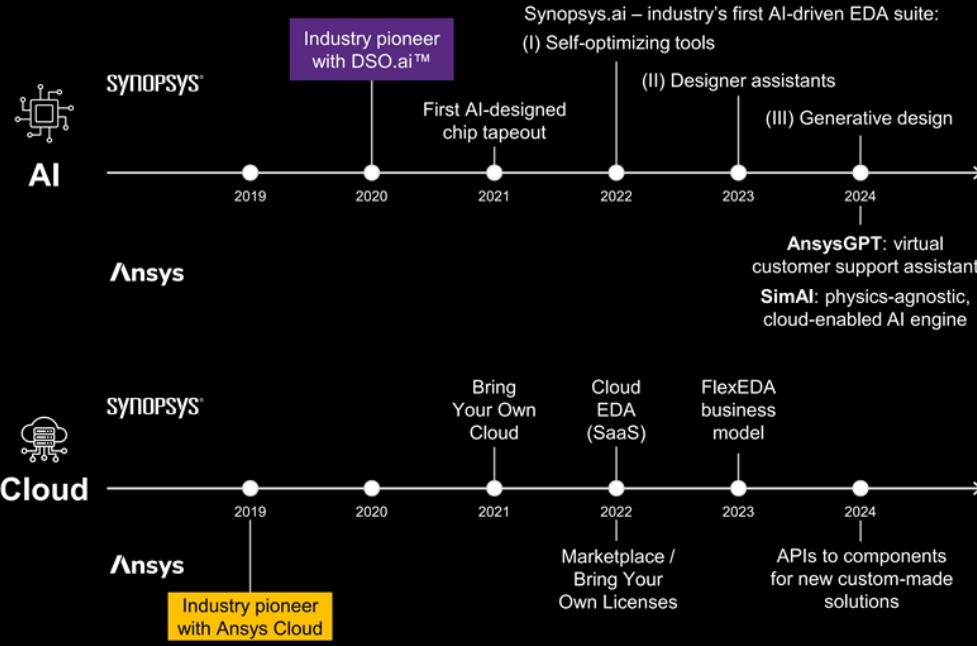 Synopsys.ai – industry's first AI-driven EDA suite:
(I) Self-optimizing tools
Industry pioneer
with DSO.ai™
SYNOPSYS®
(II) Designer assistants
First AI-designed
chip tapeout
(III) Generative design
AI
2019
2020
2021
2022
2023
2024
Ansys
AnsysGPT: virtual
customer support assistant
SimAI: physics-agnostic,
cloud-enabled AI engine
SYNOPSYS®
Bring
Your Own
Cloud
Cloud
EDA
(SaaS)
FlexEDA
business
model
Cloud
2019
2020
2021
2022
2023
2024
Ansys
Industry pioneer
with Ansys Cloud
Marketplace /
Bring Your
Own Licenses
APIs to components
for new custom-made
solutions